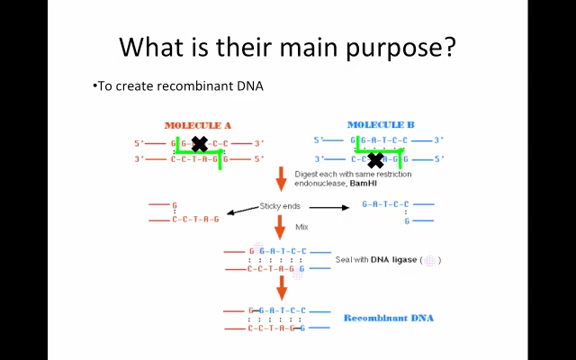 What is their main purpose?
•To create recombinant DNA
MOLECULE A
MOLECULE B
5' G-G- -C-C 3'
3' C-C-T-A-G G 5'
5' G G-A-T-C-C 3'
3' C-C- -A-G G 5'
Digest each with same restriction
endonuclease, BamHI
G
C-C-T-A-G
Sticky ends
G-A-T-C-C
G
Mix
G G-A-T-C-C
C-C-T-A-G G
Seal with DNA ligase ( )
G-G-A-T-C-C
C-C-T-A-G-G
Recombinant DNA